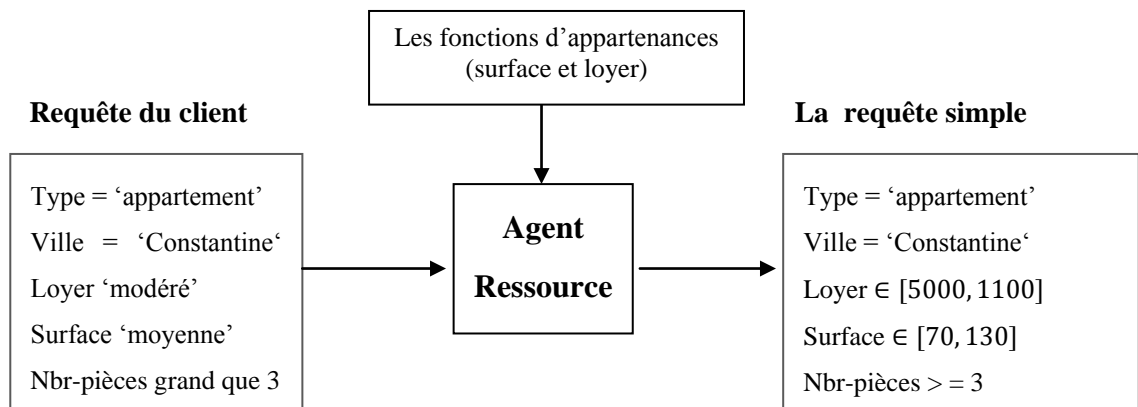 Les fonctions d’appartenances
(surface et loyer)
Requête du client
Type = ‘appartement’
Ville = ‘Constantine‘
Loyer ‘modéré’
Surface ‘moyenne’
Nbr-pièces grand que 3
Agent
Ressource
La requête simple
Type = ‘appartement’
Ville = ‘Constantine‘
Loyer ∈ [5000, 1100]
Surface ∈ [70, 130]
Nbr-pièces > = 3